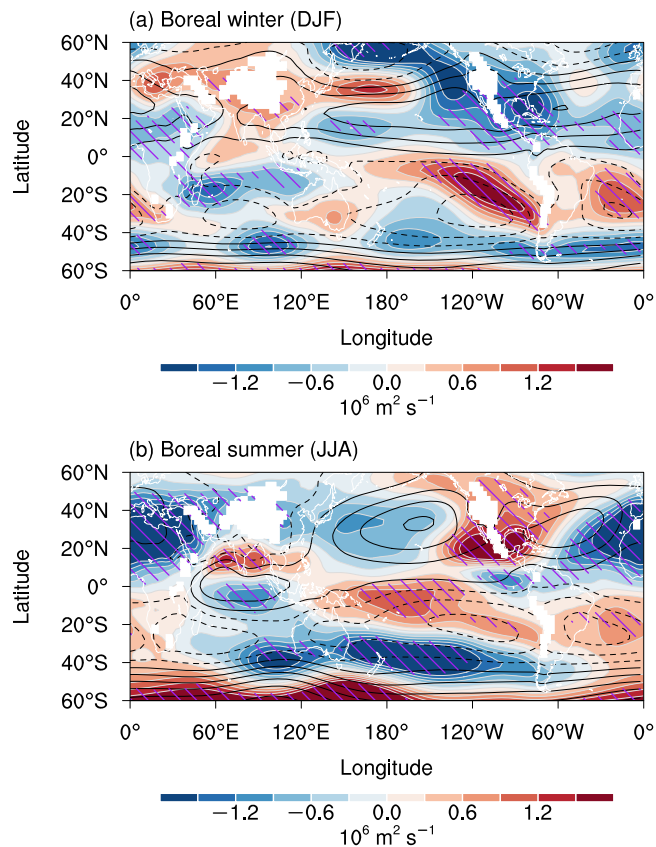 (a) Boreal winter (DJF)
60°N
40°N
20°N
0°
20°S
40°S
60°S
Latitude
0° 60°E 120°E 180° 120°W 60°W 0°
Longitude
−1.2 −0.6 0.0 0.6 1.2
10⁶ m² s⁻¹
(b) Boreal summer (JJA)
60°N
40°N
20°N
0°
20°S
40°S
60°S
Latitude
0° 60°E 120°E 180° 120°W 60°W 0°
Longitude
−1.2 −0.6 0.0 0.6 1.2
10⁶ m² s⁻¹